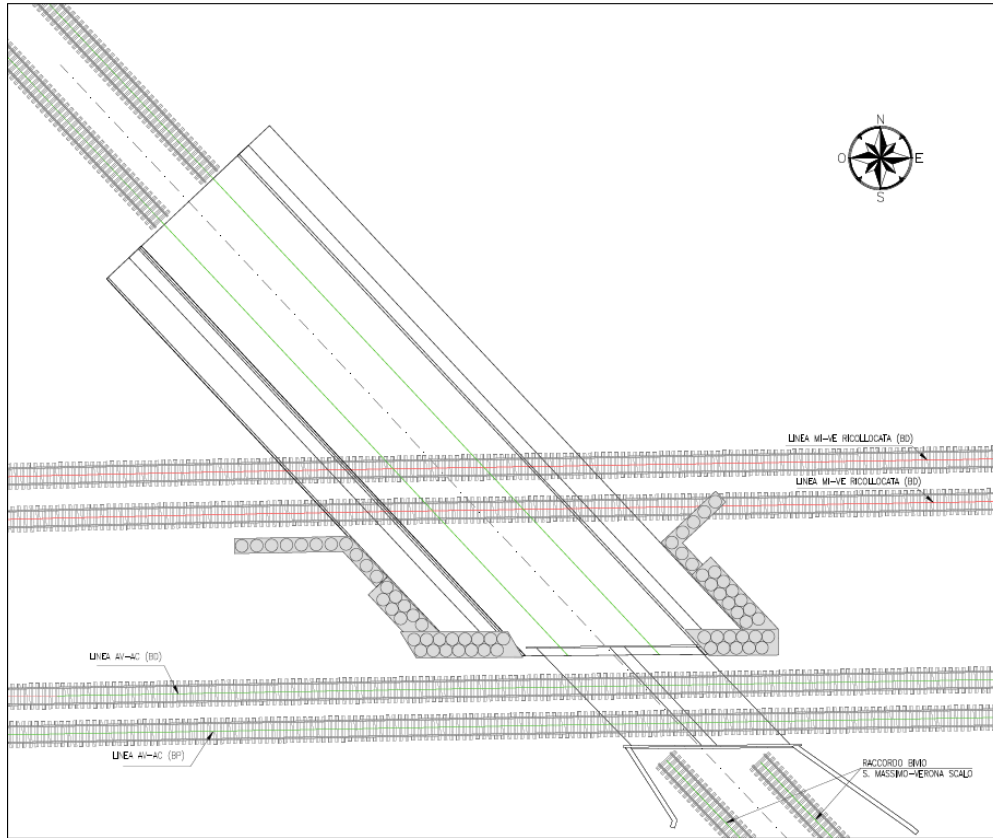 N
O E
S
LINEA MI-VE RICOLLOCATA (BD)
LINEA MI-VE RICOLLOCATA (BD)
LINEA AV-AC (BD)
LINEA AV-AC (BP)
RACCORDO BIVIO
S. MASSIMO-VERONA SCALO